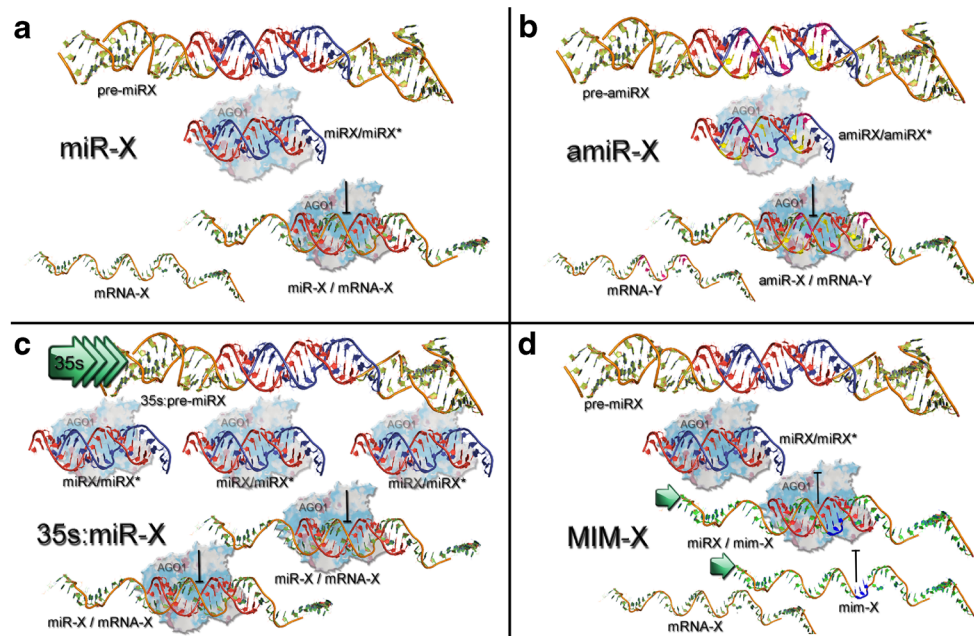 a
pre-miRX
AGO1
miRX/miRX*
miR-X
AGO1
mRNA-X
miR-X / mRNA-X
b
pre-amiRX
AGO1
amiRX/amiRX*
amiR-X
AGO1
mRNA-Y
amiR-X / mRNA-Y
c
35s
35s:pre-miRX
AGO1
AGO1
AGO1
miRX/miRX*
miRX/miRX*
miRX/miRX*
35s:miR-X
AGO1
miR-X / mRNA-X
AGO1
miR-X / mRNA-X
d
pre-miRX
AGO1
miRX/miRX*
AGO1
MIM-X
miRX / mim-X
mim-X
mRNA-X